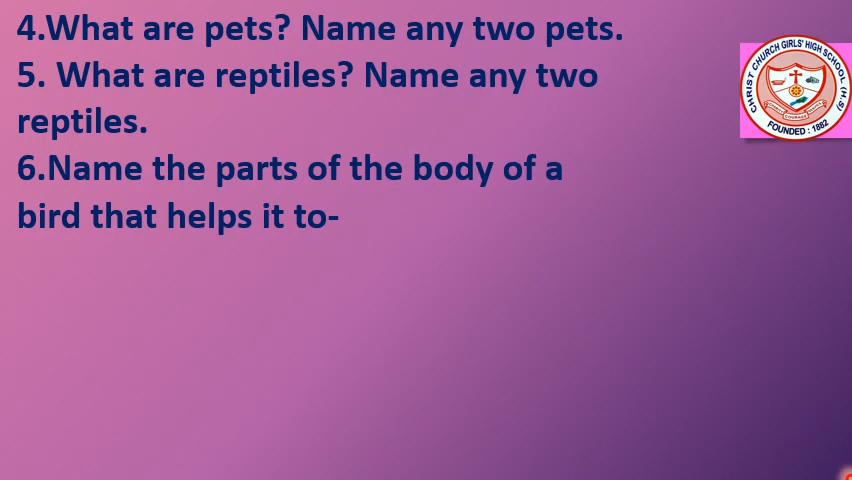 4.What are pets? Name any two pets.
5. What are reptiles? Name any two
reptiles.
6.Name the parts of the body of a
bird that helps it to-
CHRIST CHURCH GIRLS' HIGH SCHOOL (H.S)
COURAGE
FOUNDED : 1882